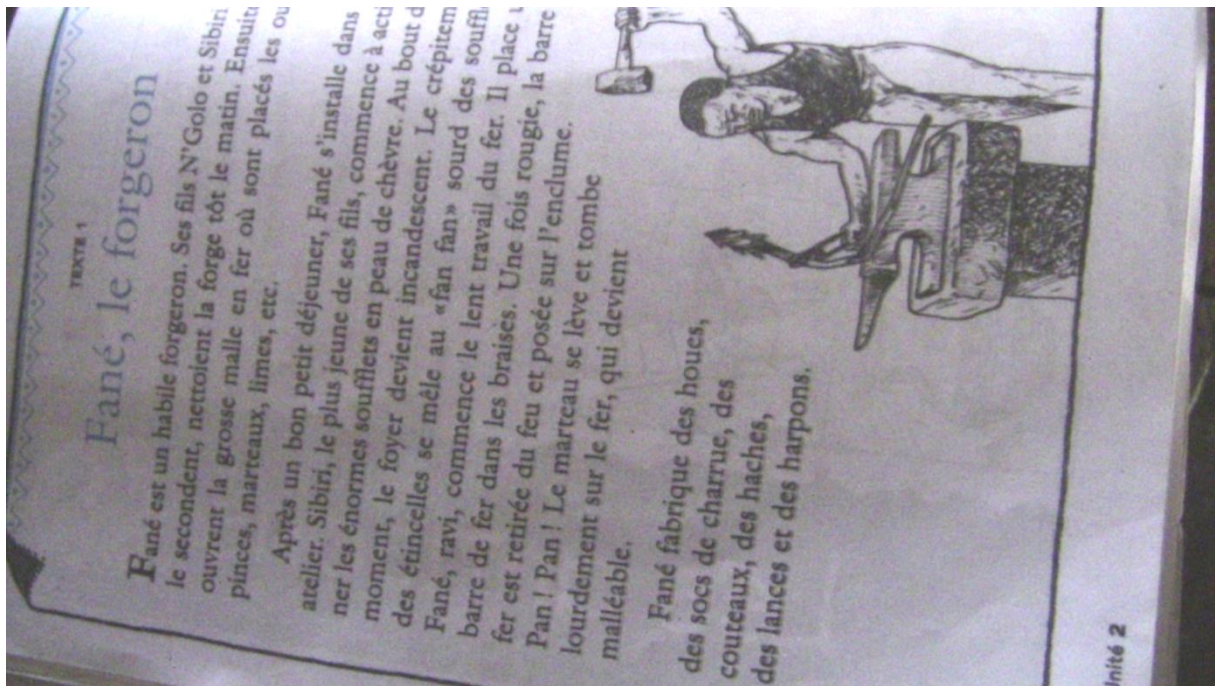 TEXTE 1
Fané, le forgeron
Fané est un habile forgeron. Ses fils N'Golo et Sibiri
le secondent, nettoient la forge tôt le matin. Ensuite
ouvrent la grosse malle en fer où sont placés les
pinces, marteaux, limes, etc.
Après un bon petit déjeuner, Fané s'installe dans
atelier. Sibiri, le plus jeune de ses fils, commence à acti
ner les énormes soufflets en peau de chèvre. Au bout d
moment, le foyer devient incandescent. Le crépitem
des étincelles se mêle au «fan fan» sourd des souffl
Fané, ravi, commence le lent travail du fer. Il place u
barre de fer dans les braises. Une fois rougie, la barre
fer est retirée du feu et posée sur l'enclume.
Pan ! Pan ! Le marteau se lève et tombe
lourdement sur le fer, qui devient
malléable.
Fané fabrique des houes,
des socs de charrue, des
couteaux, des haches,
des lances et des harpons.
Unité 2